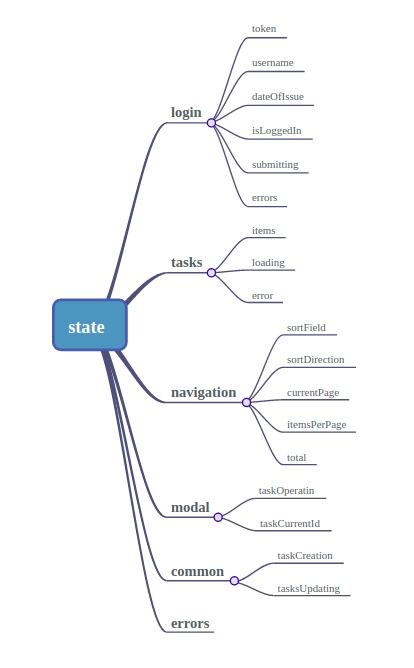 state
login
token
username
dateOfIssue
isLoggedIn
submitting
errors
tasks
items
loading
error
navigation
sortField
sortDirection
currentPage
itemsPerPage
total
modal
taskOperatin
taskCurrentId
common
taskCreation
tasksUpdating
errors